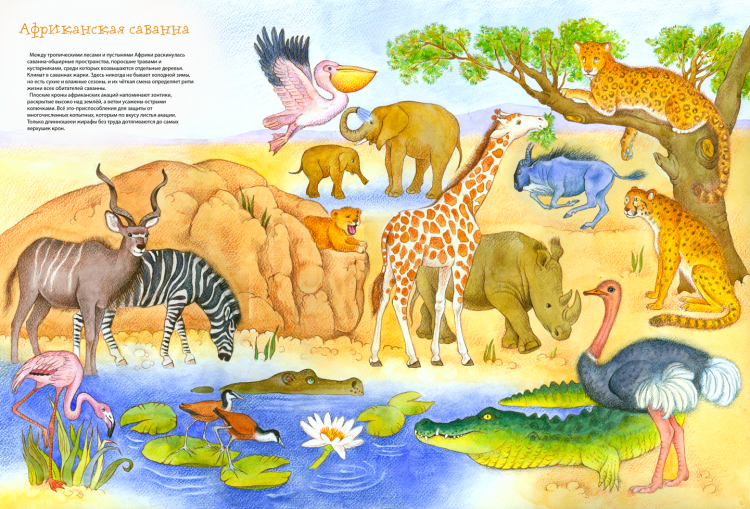 Африканская саванна
Между тропическими лесами и пустынями Африки раскинулась
саванна-обширные пространства, поросшие травами и
кустарниками, среди которых возвышаются отдельные деревья.
Климат в саваннах жаркий. Здесь никогда не бывает холодной зимы,
но есть сухие и влажные сезоны, и их чёткая смена определяет ритм
жизни всех обитателей саванны.
Плоские кроны африканских акаций напоминают зонтики,
раскрытые высоко над землёй, а ветви усажены острыми
колючками. Всё это-приспособления для защиты от
многочисленных копытных, которым по вкусу листья акации.
Только длинношеии жирафы без труда дотягиваются до самых
верхушек крон.